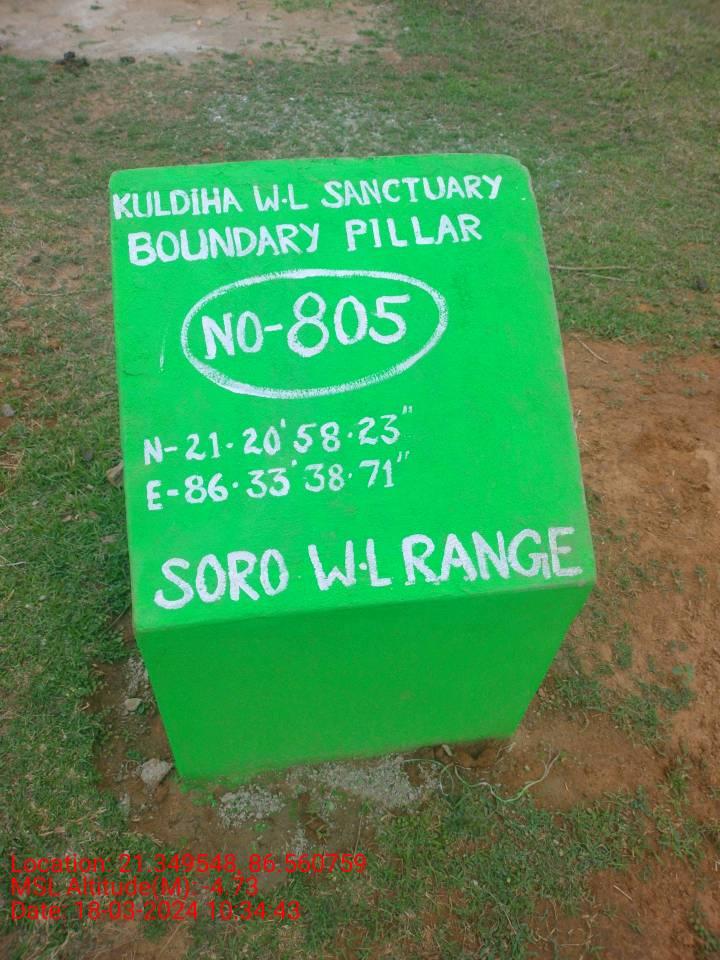 KULDIHA W.L SANCTUARY
BOUNDARY PILLAR
NO-805
N-21.20'58.23"
E-86.33'38.71"
SORO W.L RANGE
Location: 21.349548, 86.560759
MSL Altitude(M): -4.73
Date: 18-03-2024 10:34:43